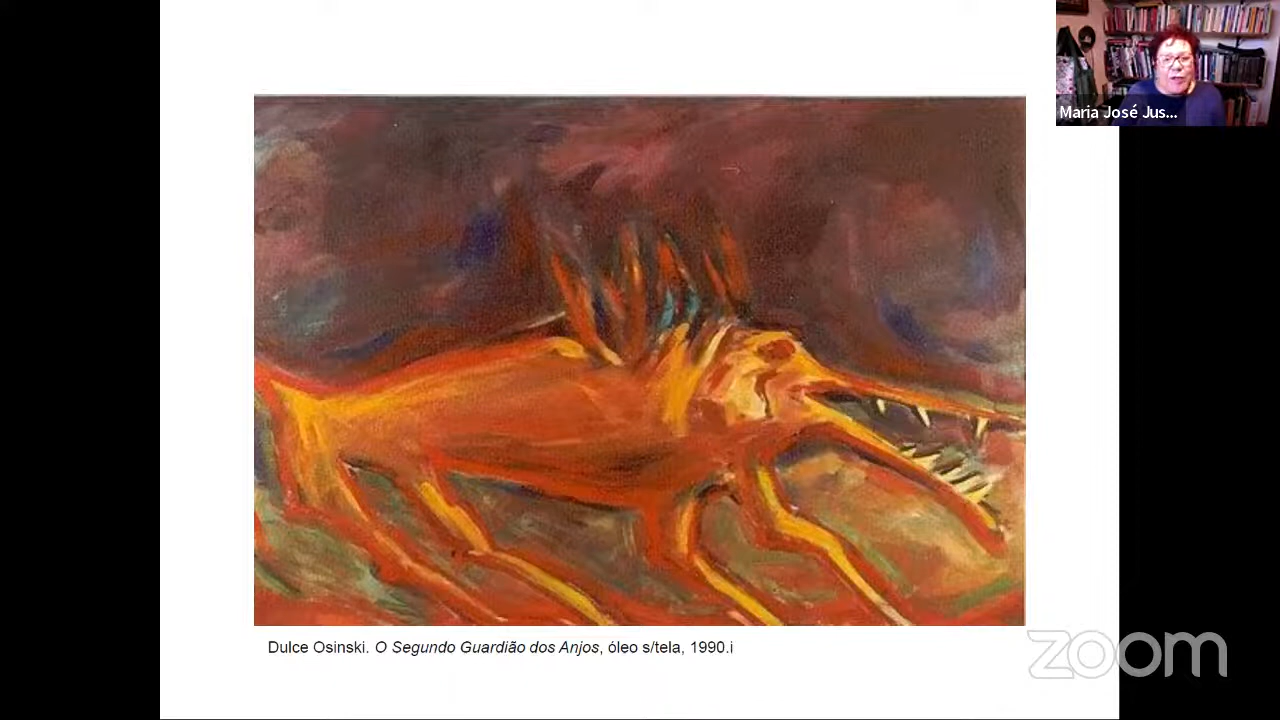 Maria José Jus...
Dulce Osinski. O Segundo Guardião dos Anjos, óleo s/tela, 1990.i
zoom